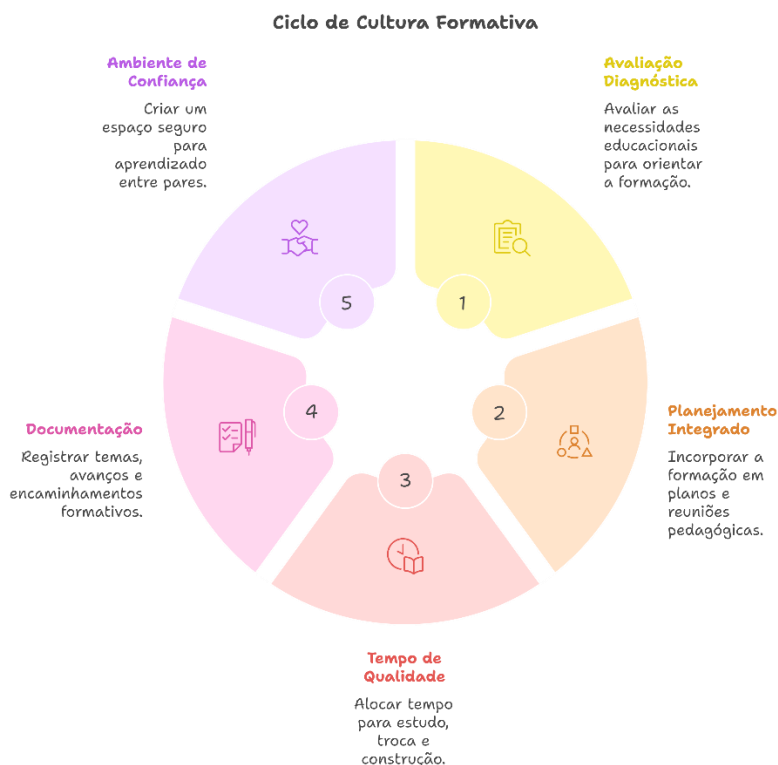 Ciclo de Cultura Formativa
Ambiente de
Confiança
Criar um
espaço seguro
para
aprendizado
entre pares.
Avaliação
Diagnóstica
Avaliar as
necessidades
educacionais
para orientar
a formação.
5
1
4
2
3
Documentação
Registrar temas,
avanços e
encaminhamentos
formativos.
Planejamento
Integrado
Incorporar a
formação em
planos e
reuniões
pedagógicas.
Tempo de
Qualidade
Alocar tempo
para estudo,
troca e
construção.